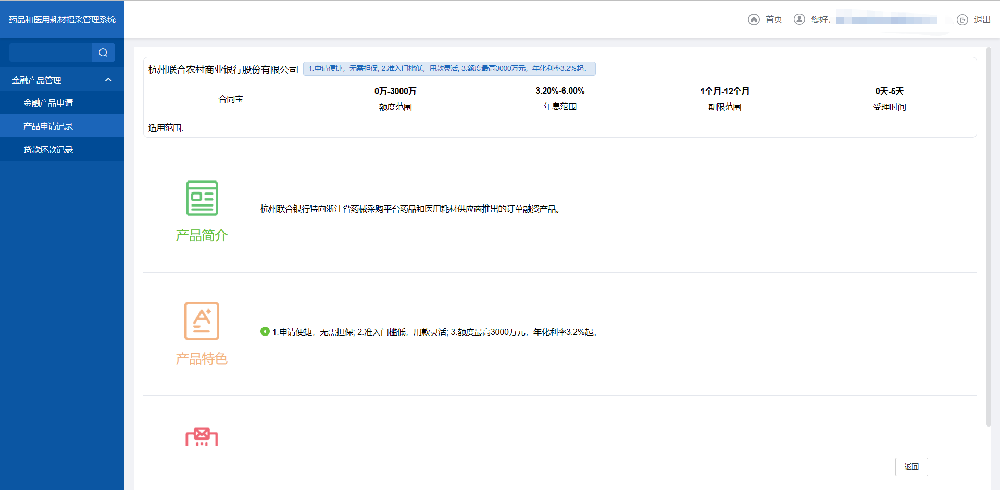 药品和医用耗材招采管理系统
首页
您好,
退出
金融产品管理
金融产品申请
产品申请记录
贷款还款记录
杭州联合农村商业银行股份有限公司
1.申请便捷，无需担保; 2.准入门槛低，用款灵活; 3.额度最高3000万元，年化利率3.2%起。
合同宝
0万-3000万
额度范围
3.20%-6.00%
年息范围
1个月-12个月
期限范围
0天-5天
受理时间
适用范围:
产品简介
杭州联合银行特向浙江省药械采购平台药品和医用耗材供应商推出的订单融资产品。
产品特色
1.申请便捷，无需担保; 2.准入门槛低，用款灵活; 3.额度最高3000万元，年化利率3.2%起。
返回